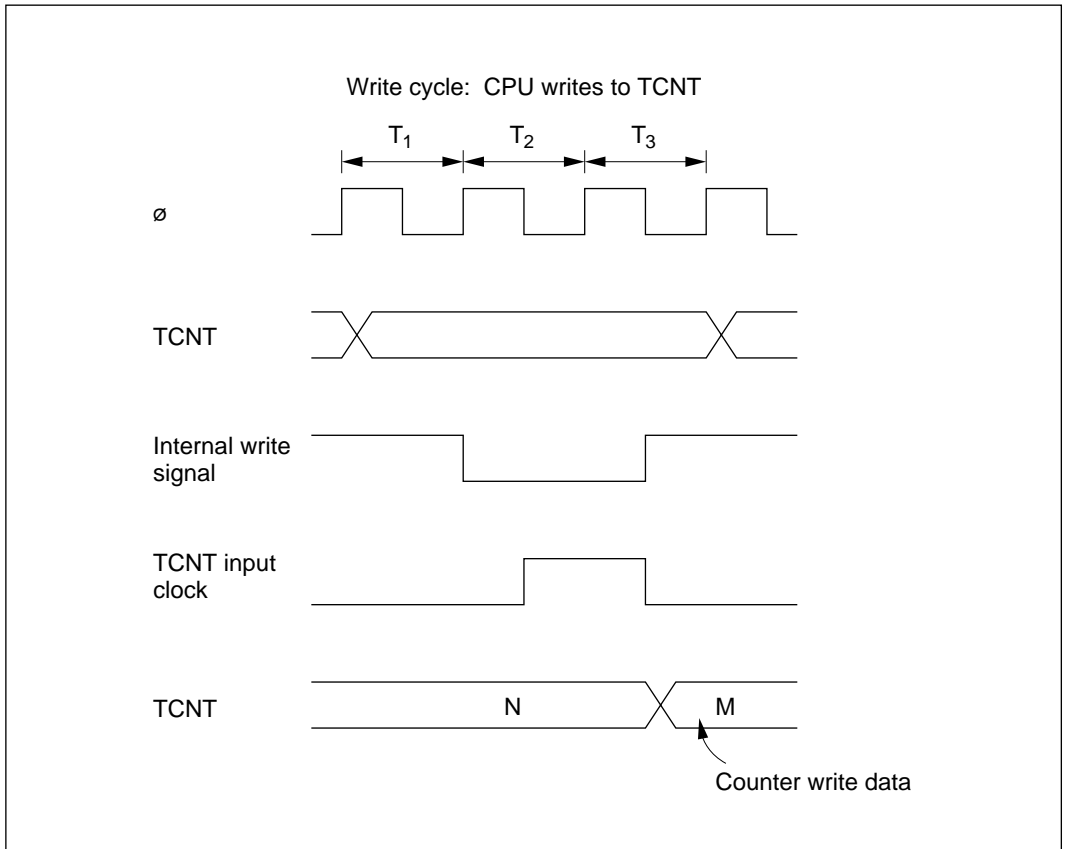 Write cycle: CPU writes to TCNT
T1 T2 T3
ø
TCNT
Internal write
signal
TCNT input
clock
TCNT N M
Counter write data